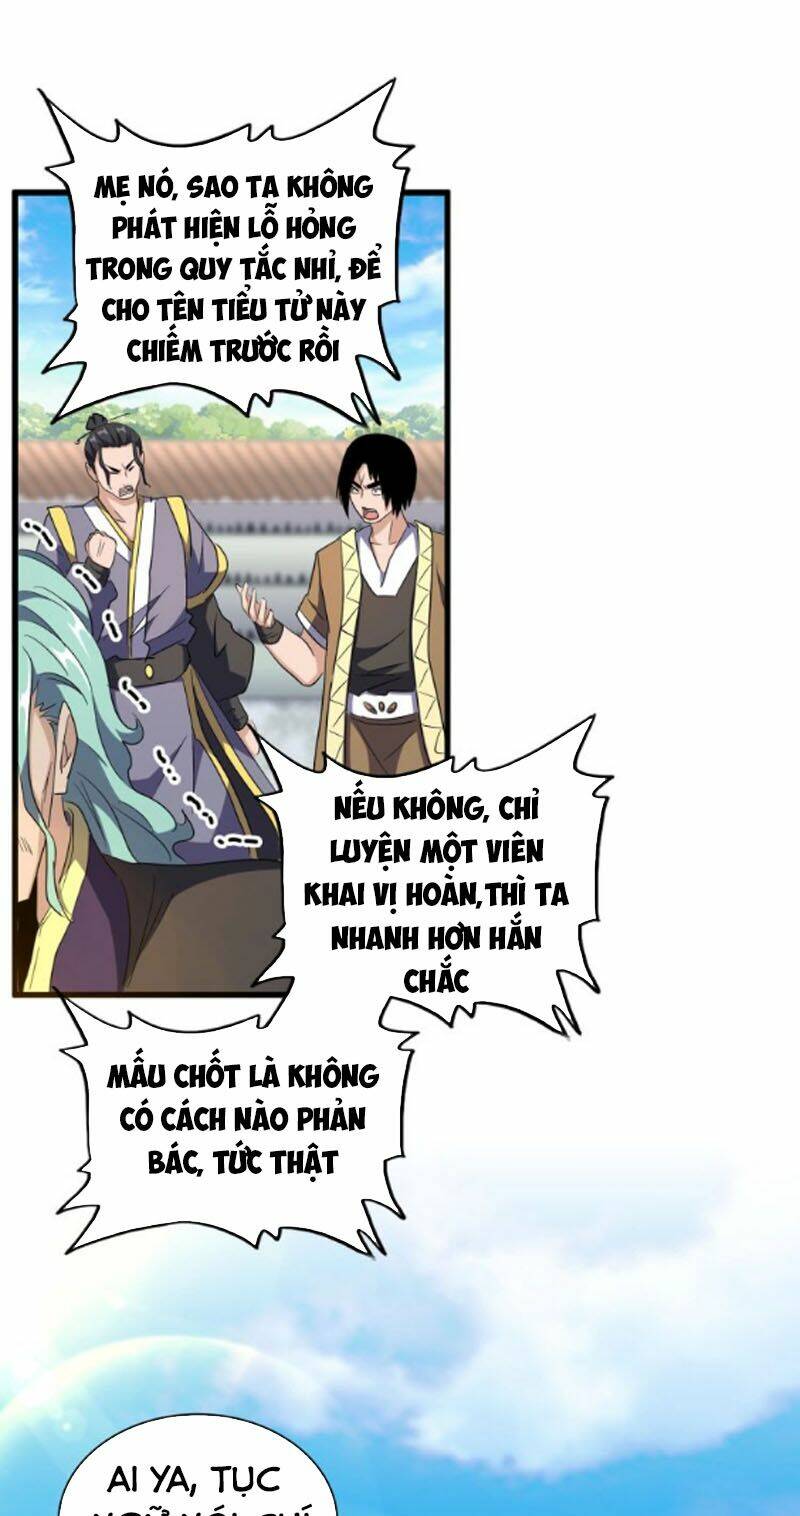 MẸ NÓ, SAO TA KHÔNG
PHÁT HIỆN LỖ HỎNG
TRONG QUY TẮC NHỈ, ĐỂ
CHO TÊN TIỂU TỬ NÀY
CHIẾM TRƯỚC RỒI
NẾU KHÔNG, CHỈ
LUYỆN MỘT VIÊN
KHAI VỊ HOÀN,THÌ TA
NHANH HƠN HẮN
CHẮC
MẤU CHỐT LÀ KHÔNG
CÓ CÁCH NÀO PHẢN
BÁC, TỨC THẬT
AI YA, TỤC